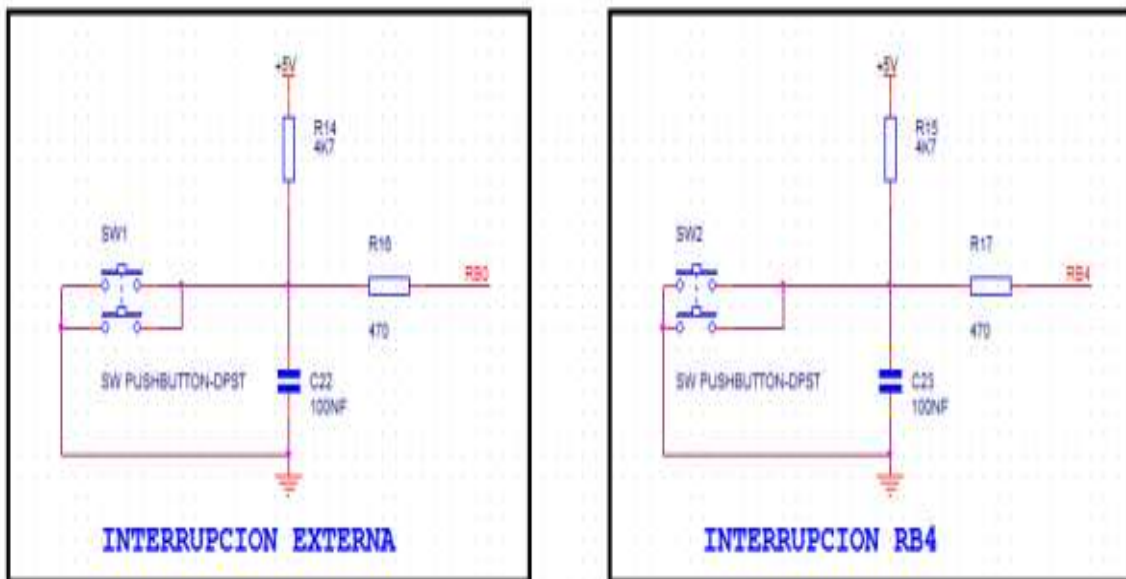 +5V
R14
4K7
SW1
R16
RB0
470
SW PUSHBUTTON-DPST
C22
100NF
INTERRUPCION EXTERNA
+5V
R15
4K7
SW2
R17
RB4
470
SW PUSHBUTTON-DPST
C23
100NF
INTERRUPCION RB4